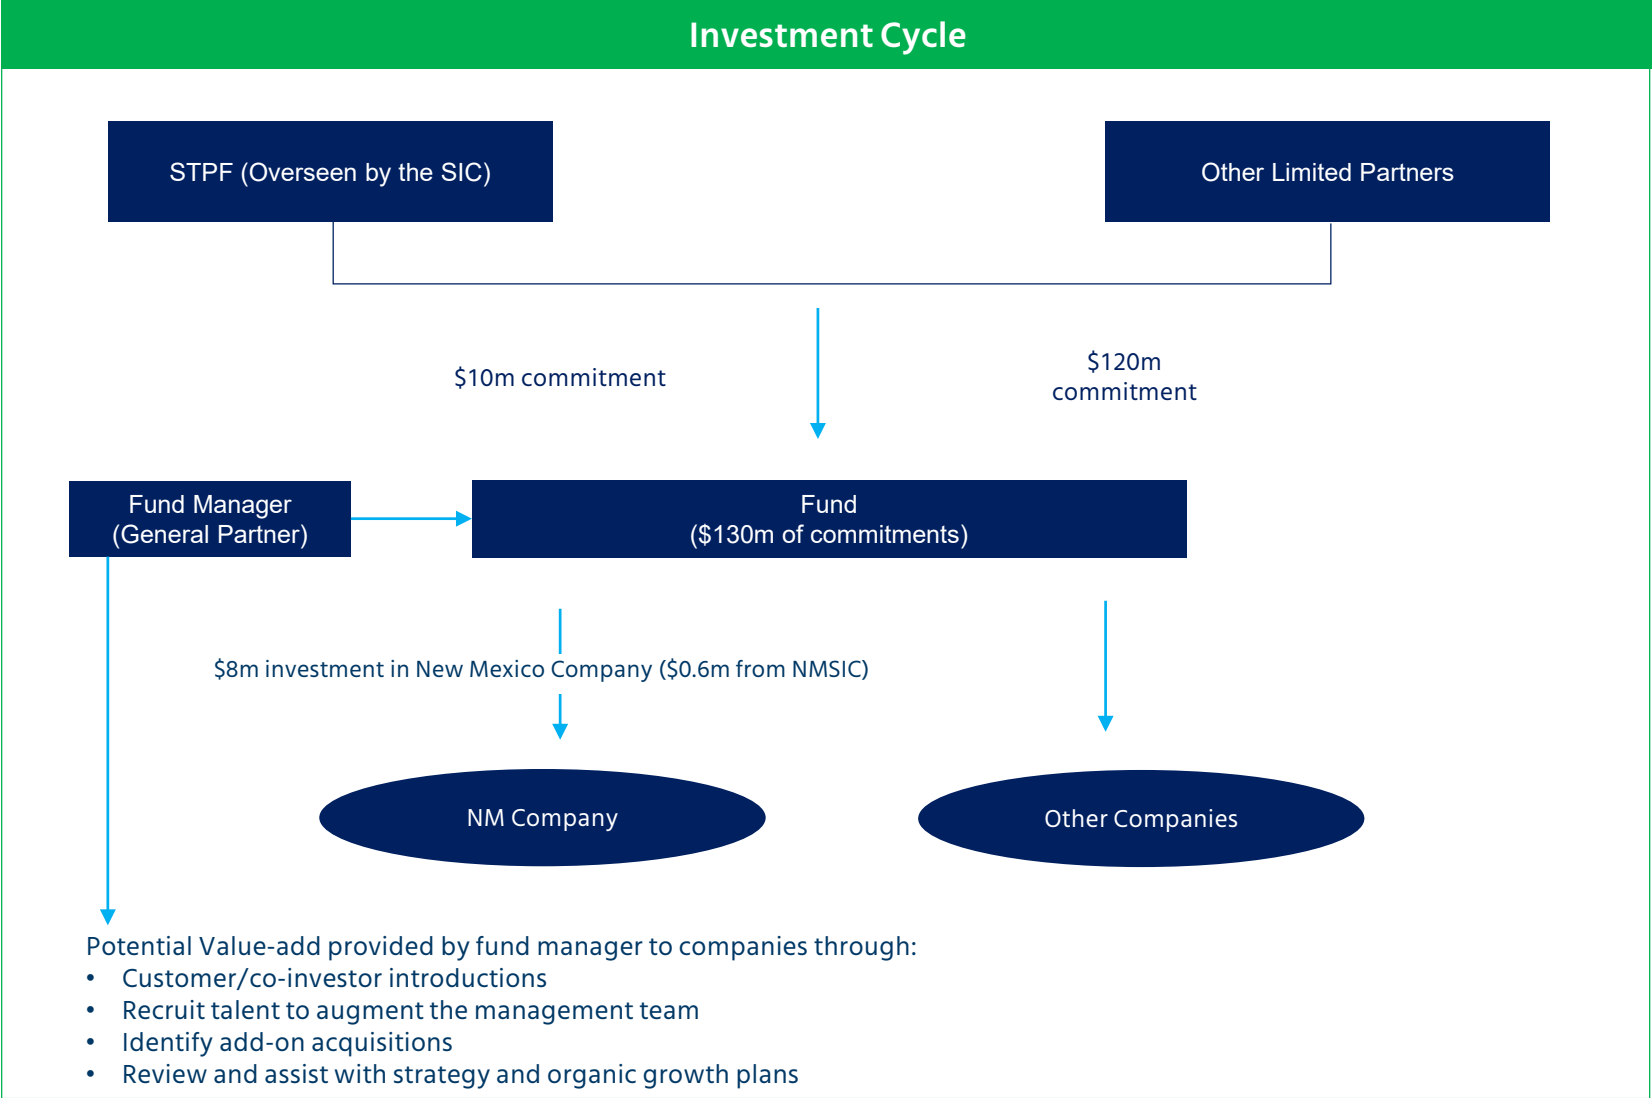 Investment Cycle
STPF (Overseen by the SIC)
Other Limited Partners
$10m commitment
$120m
commitment
Fund Manager
(General Partner)
Fund
($130m of commitments)
$8m investment in New Mexico Company ($0.6m from NMSIC)
NM Company
Other Companies
Potential Value-add provided by fund manager to companies through:
• Customer/co-investor introductions
• Recruit talent to augment the management team
• Identify add-on acquisitions
• Review and assist with strategy and organic growth plans